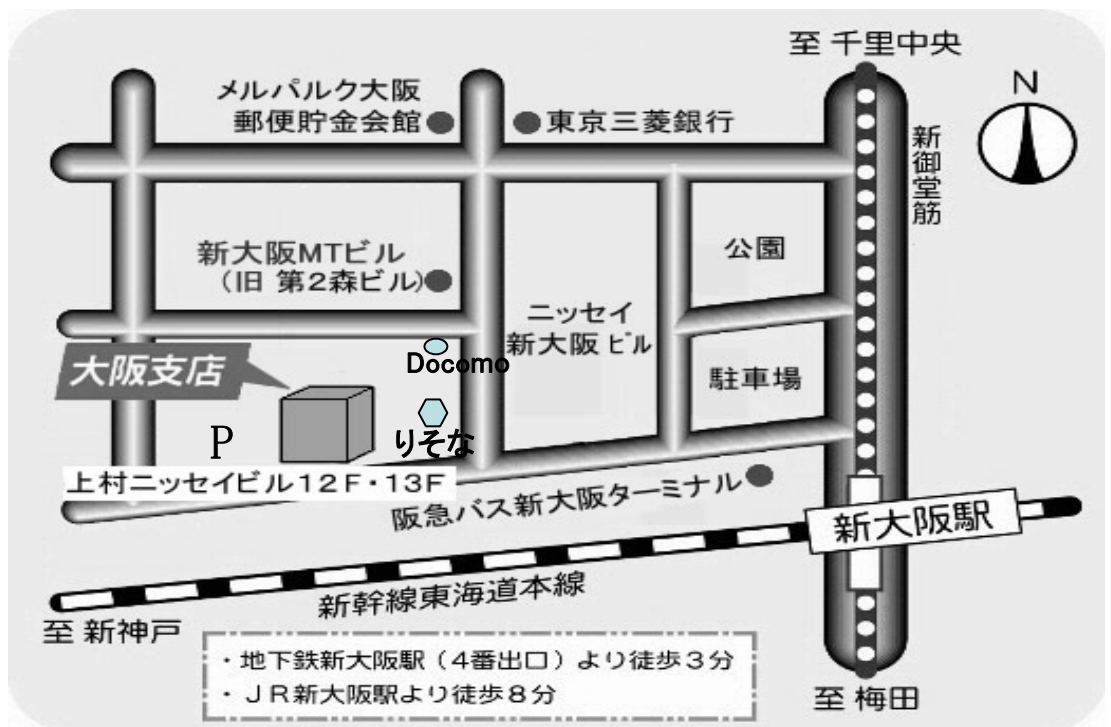 至 千里中央
N
メルパルク大阪
郵便貯金会館
東京三菱銀行
新御堂筋
新大阪MTビル
(旧 第2森ビル)
公園
ニッセイ
新大阪 ビル
Docomo
大阪支店
駐車場
P
りそな
上村ニッセイビル12F・13F
阪急バス新大阪ターミナル
新大阪駅
新幹線東海道本線
至 新神戸
・地下鉄新大阪駅(4番出口)より徒歩3分
・JR新大阪駅より徒歩8分
至 梅田